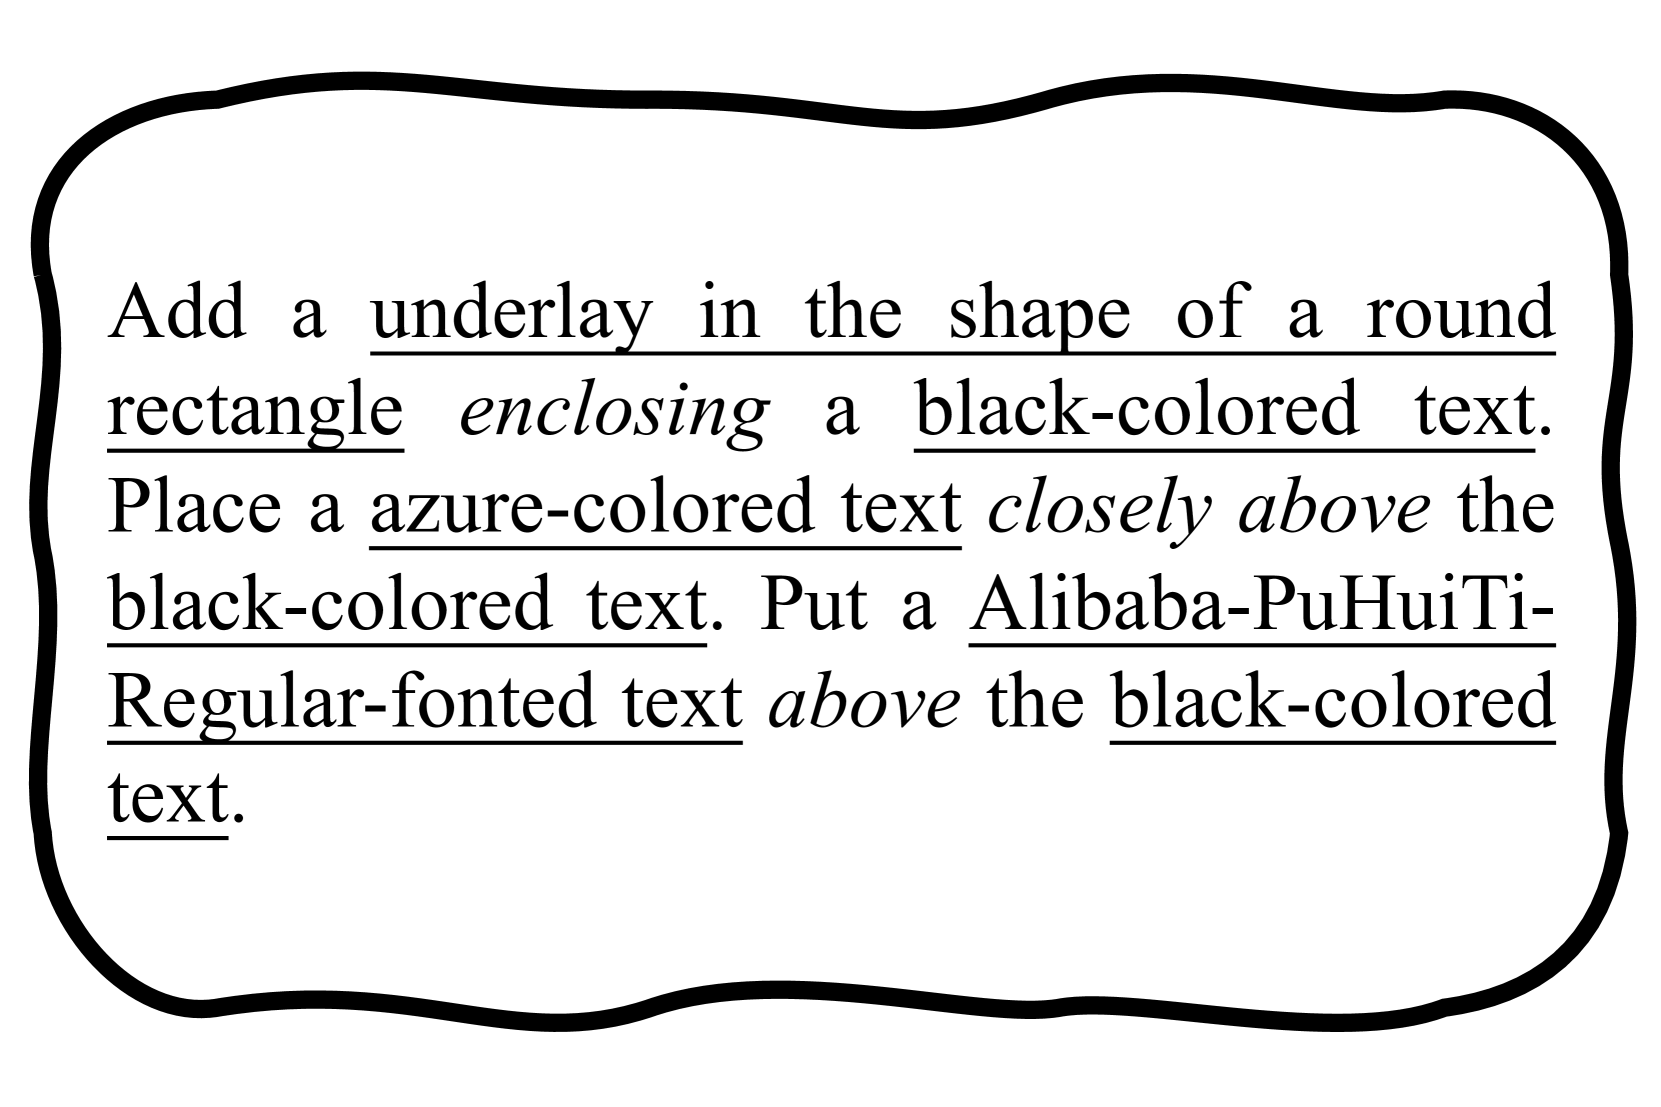 Add a underlay in the shape of a round
rectangle enclosing a black-colored text.
Place a azure-colored text closely above the
black-colored text. Put a Alibaba-PuHuiTi-
Regular-fonted text above the black-colored
text.